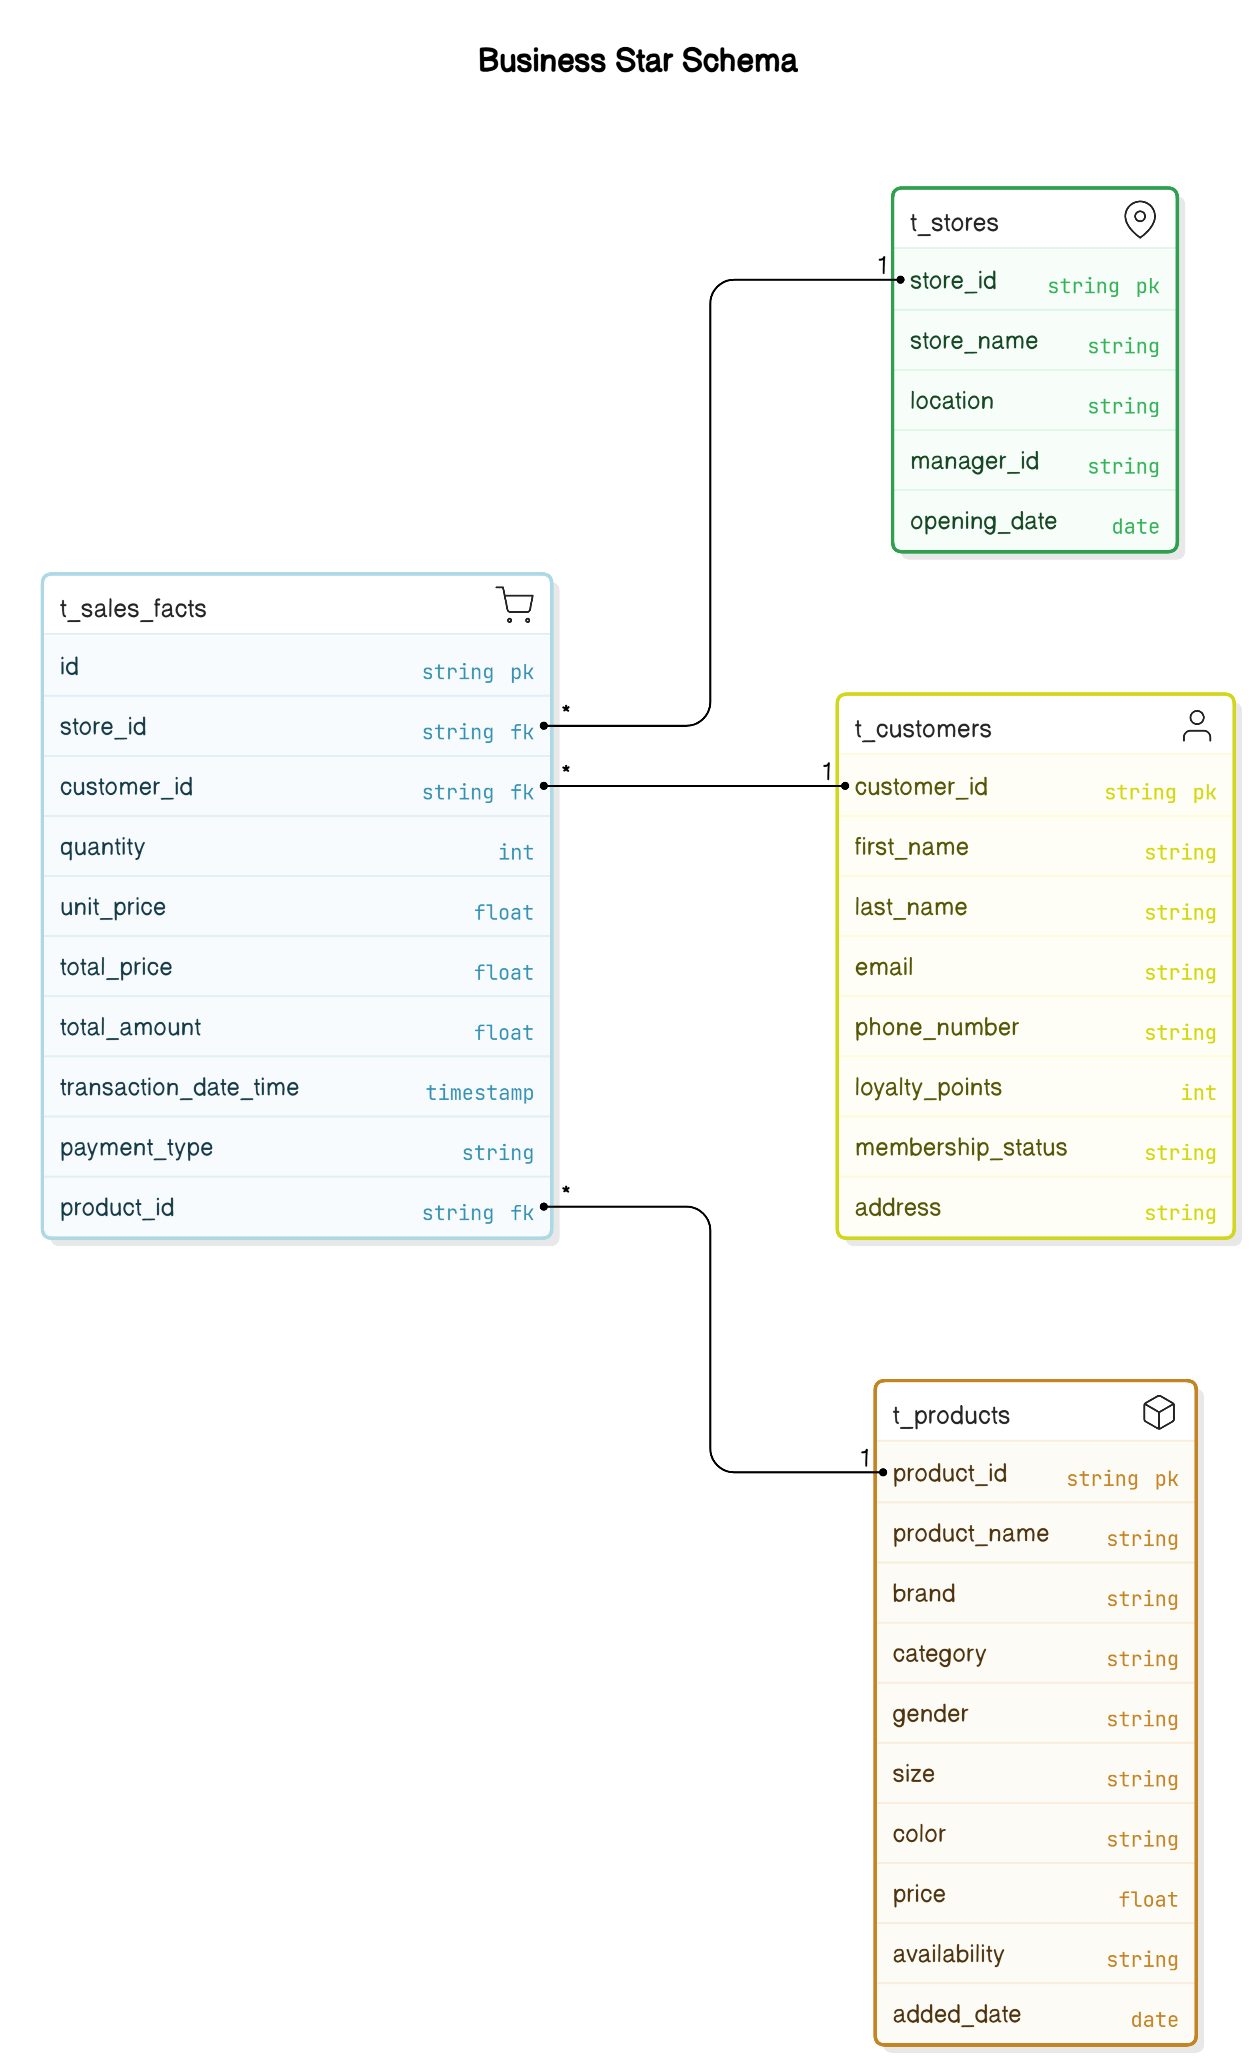 Business Star Schema
t_stores
1
store_id string pk
store_name string
location string
manager_id string
opening_date date
t_sales_facts
id string pk
store_id string fk
*
customer_id string fk
*
quantity int
unit_price float
total_price float
total_amount float
transaction_date_time timestamp
payment_type string
product_id string fk
*
t_customers
1
customer_id string pk
first_name string
last_name string
email string
phone_number string
loyalty_points int
membership_status string
address string
t_products
1
product_id string pk
product_name string
brand string
category string
gender string
size string
color string
price float
availability string
added_date date